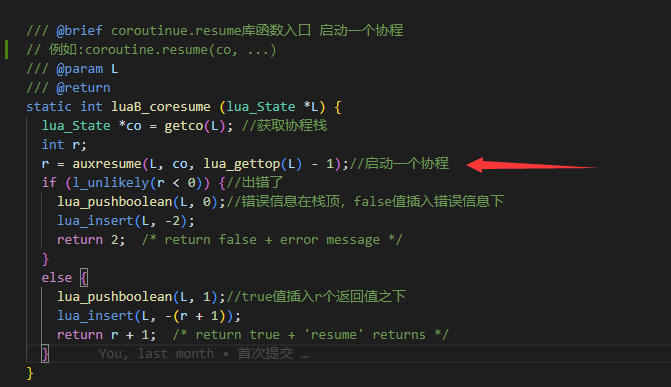 /// @brief coroutinue.resume库函数入口 启动一个协程
// 例如:coroutine.resume(co, ...)
/// @param L
/// @return
static int luaB_coresume (lua_State *L) {
  lua_State *co = getco(L); //获取协程栈
  int r;
  r = auxresume(L, co, lua_gettop(L) - 1);//启动一个协程
  if (l_unlikely(r < 0)) {//出错了
    lua_pushboolean(L, 0);//错误信息在栈顶，false值插入错误信息下
    lua_insert(L, -2);
    return 2;  /* return false + error message */
  }
  else {
    lua_pushboolean(L, 1);//true值插入r个返回值之下
    lua_insert(L, -(r + 1));
    return r + 1;  /* return true + 'resume' returns */
  }     You, last month • 首次提交 …
}